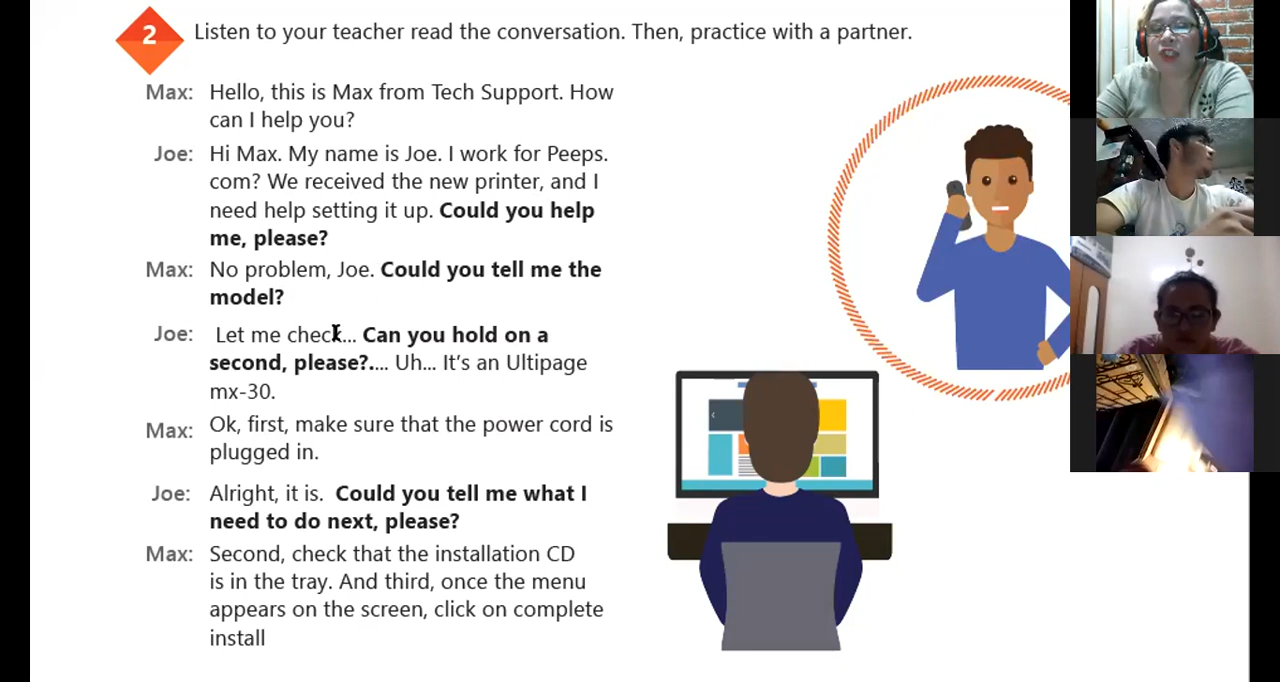 2 Listen to your teacher read the conversation. Then, practice with a partner.
Max: Hello, this is Max from Tech Support. How
can I help you?
Joe: Hi Max. My name is Joe. I work for Peeps.
com? We received the new printer, and I
need help setting it up. Could you help
me, please?
Max: No problem, Joe. Could you tell me the
model?
Joe: Let me check... Can you hold on a
second, please?.... Uh... It's an Ultipage
mx-30.
Max: Ok, first, make sure that the power cord is
plugged in.
Joe: Alright, it is. Could you tell me what I
need to do next, please?
Max: Second, check that the installation CD
is in the tray. And third, once the menu
appears on the screen, click on complete
install